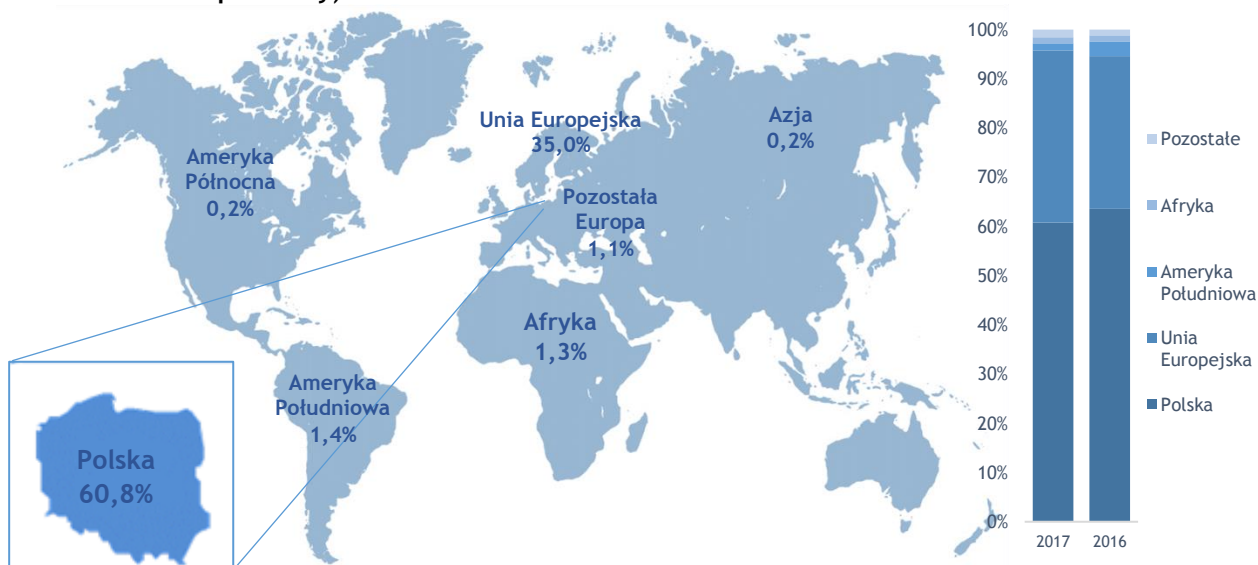 Ameryka
Północna
0,2%
Unia Europejska
35,0%
Azja
0,2%
Pozostała
Europa
1,1%
Afryka
1,3%
Ameryka
Południowa
1,4%
Polska
60,8%
100%
90%
80%
70%
60%
50%
40%
30%
20%
10%
0%
2017
2016
Pozostałe
Afryka
Ameryka
Południowa
Unia
Europejska
Polska